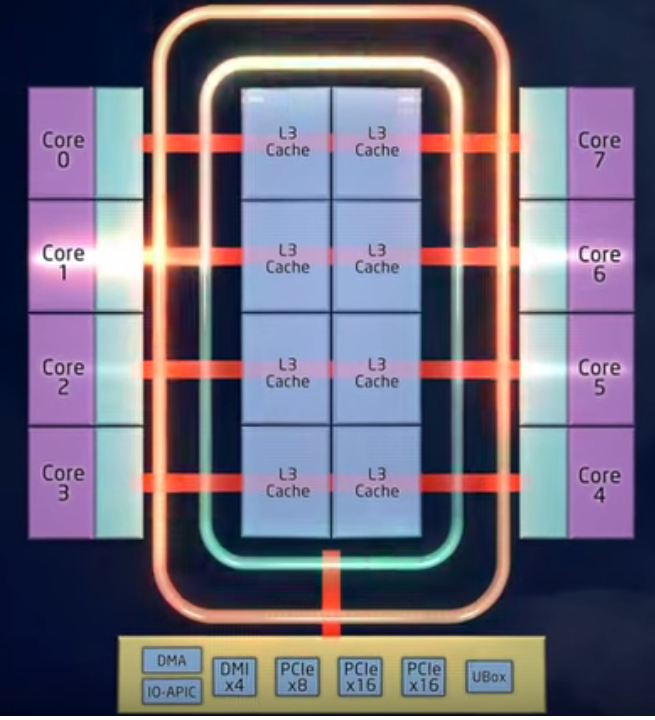 Core
0
L3
Cache
L3
Cache
Core
7
Core
1
L3
Cache
L3
Cache
Core
6
Core
2
L3
Cache
L3
Cache
Core
5
Core
3
L3
Cache
L3
Cache
Core
4
DMA
IO-APIC
DMI
x4
PCIe
x8
PCIe
x16
PCIe
x16
UBox